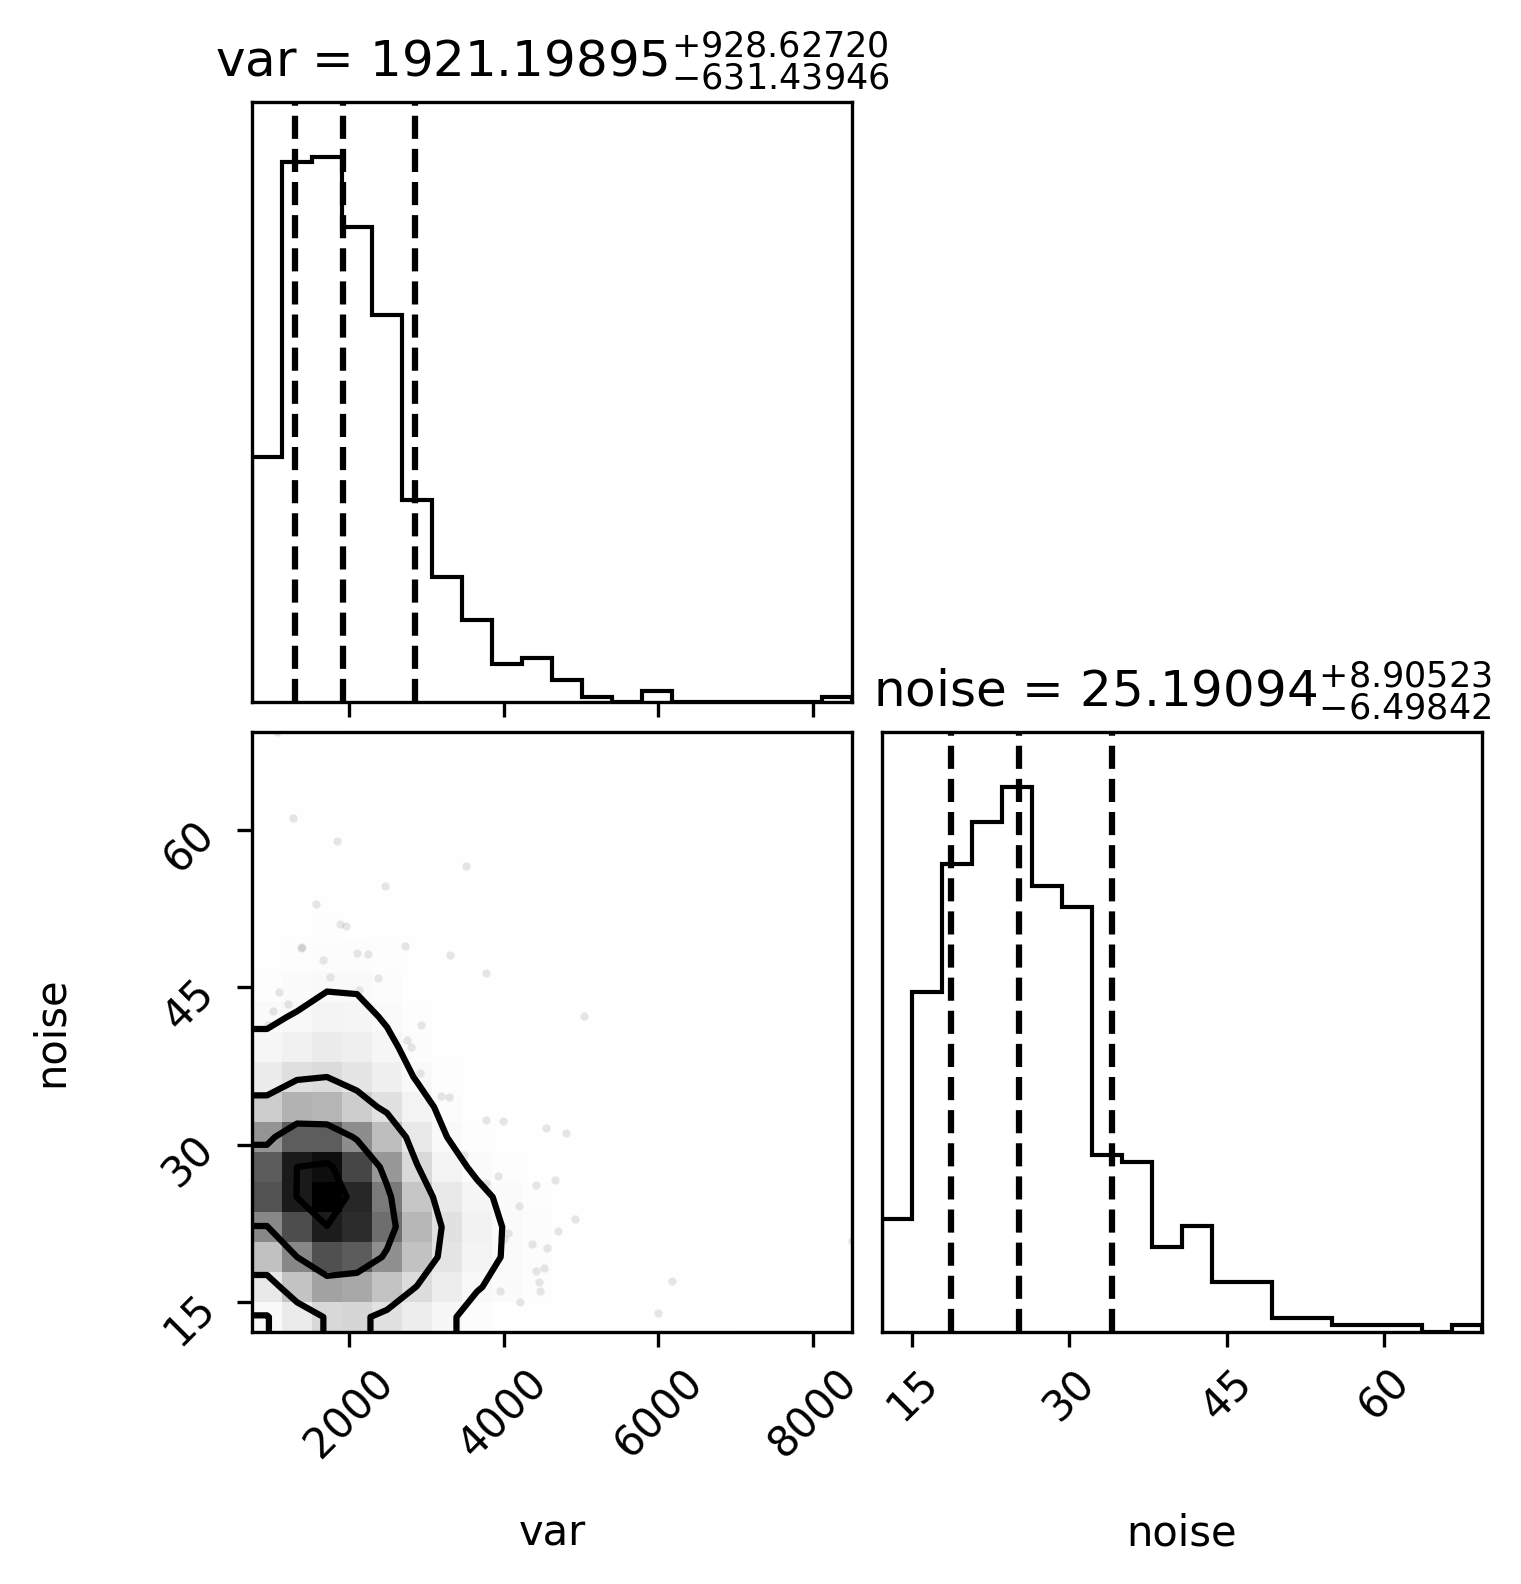 var = 1921.19895+928.62720
−631.43946
noise = 25.19094+8.90523
−6.49842
60
45
30
15
noise
2000 4000 6000 8000
15 30 45 60
var noise